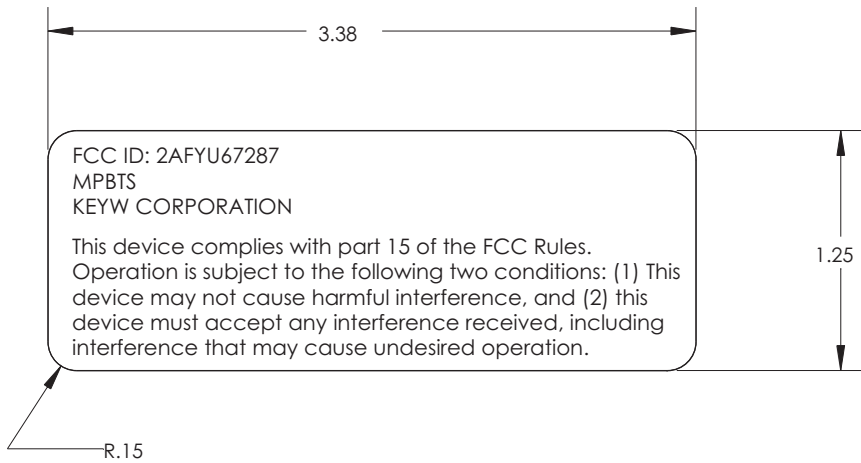 3.38
FCC ID: 2AFYU67287
MPBTS
KEYW CORPORATION
This device complies with part 15 of the FCC Rules.
Operation is subject to the following two conditions: (1) This
device may not cause harmful interference, and (2) this
device must accept any interference received, including
interference that may cause undesired operation.
1.25
R.15